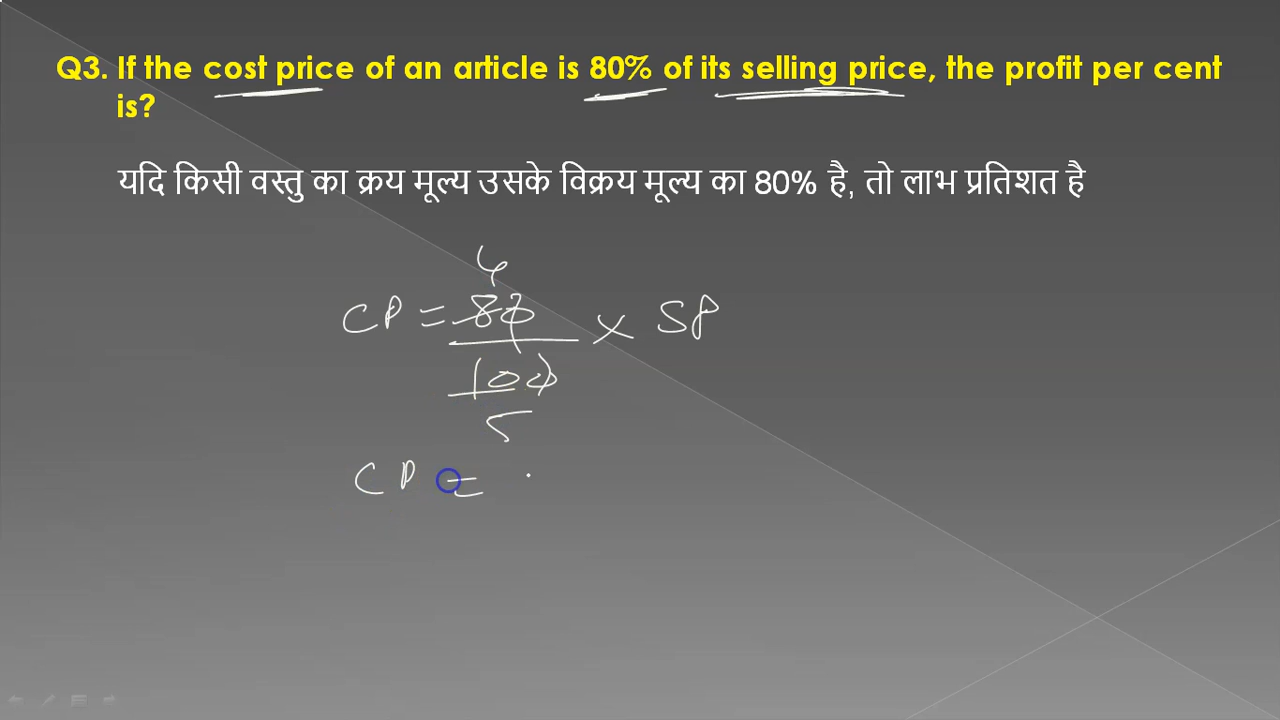 Q3. If the cost price of an article is 80% of its selling price, the profit per cent
is?
यदि किसी वस्तु का क्रय मूल्य उसके विक्रय मूल्य का 80% है, तो लाभ प्रतिशत है
4
CP = 80 × SP
100
5
CP =